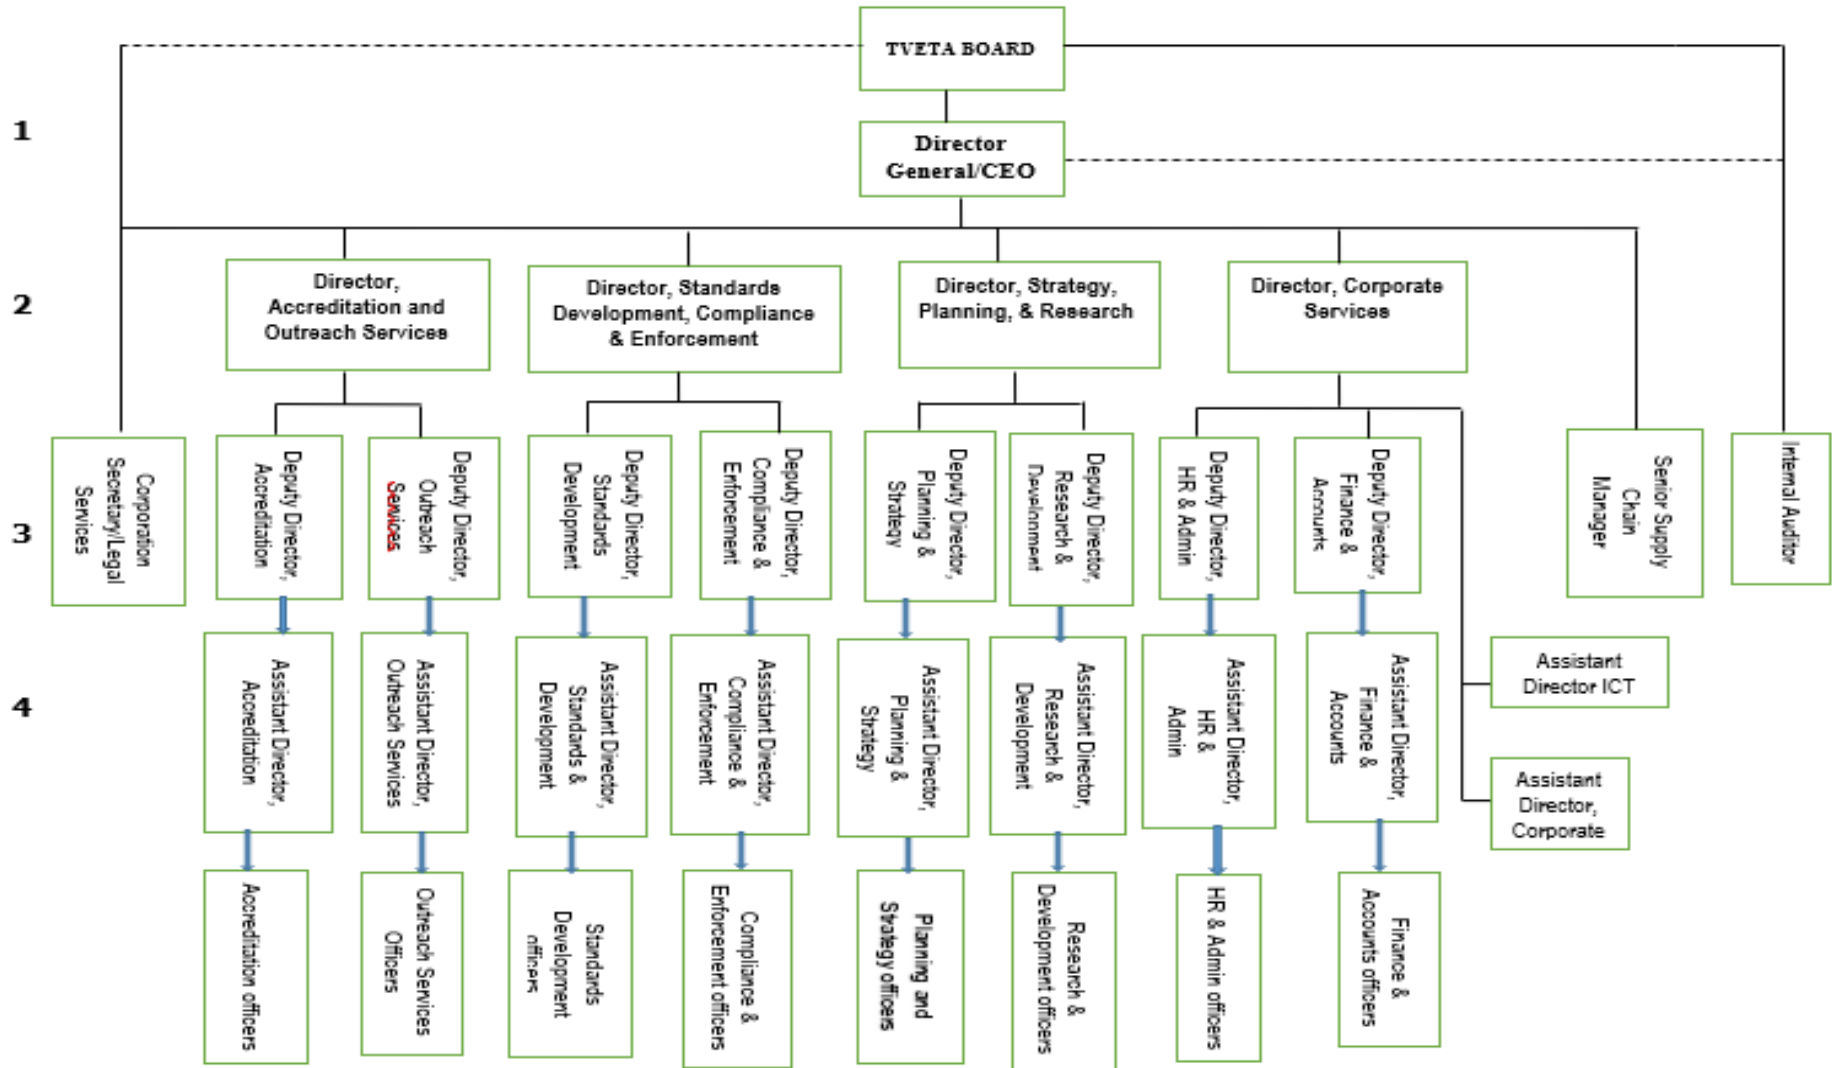 TVETA BOARD
1
Director
General/CEO
2
Director,
Accreditation and
Outreach Services
Director, Standards
Development, Compliance
& Enforcement
Director, Strategy,
Planning, & Research
Director, Corporate
Services
3
Corporation
Secretary/Legal
Services
Deputy Director,
Accreditation
Deputy Director,
Outreach
Services
Deputy Director,
Standards
Development
Deputy Director,
Compliance &
Enforcement
Deputy Director,
Planning &
Strategy
Deputy Director,
Research &
Development
Deputy Director,
HR & Admin
Deputy Director,
Finance &
Accounts
Senior Supply
Chain
Manager
Internal Auditor
4
Assistant Director,
Accreditation
Assistant Director,
Outreach Services
Assistant Director,
Standards &
Development
Assistant Director,
Compliance &
Enforcement
Assistant Director,
Planning &
Strategy
Assistant Director,
Research &
Development
Assistant Director,
HR &
Admin
Assistant Director,
Finance &
Accounts
Assistant
Director ICT
Assistant
Director,
Corporate
Accreditation officers
Outreach Services
Officers
Standards
Development
officers
Compliance &
Enforcement officers
Planning and
Strategy officers
Research &
Development officers
HR & Admin officers
Finance &
Accounts officers